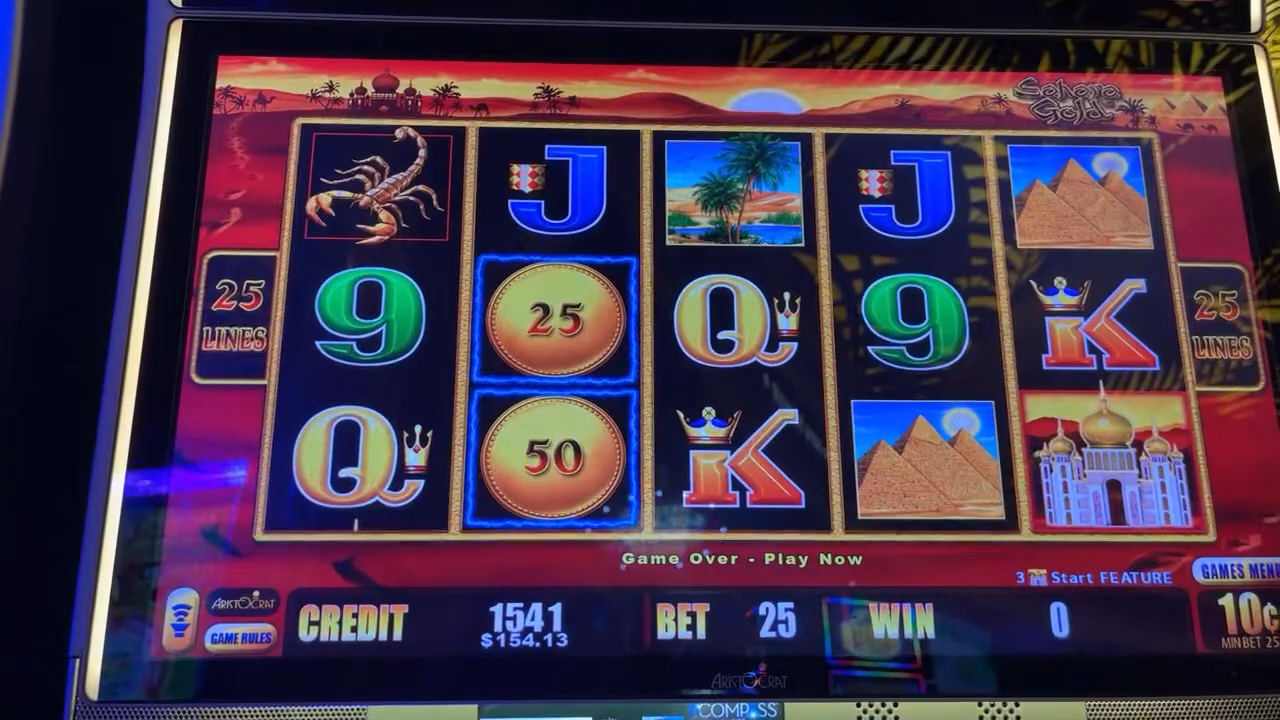 Sahara
Gold
J
J
25
LINES
9
25
Q
9
K
25
LINES
Q
50
K
Game Over - Play Now
3 Start FEATURE
GAMES MENU
ARISTOCRAT
GAME RULES
CREDIT
1541
$154.13
BET
25
WIN
0
10¢
MIN BET 25
ARISTOCRAT
COMPASS